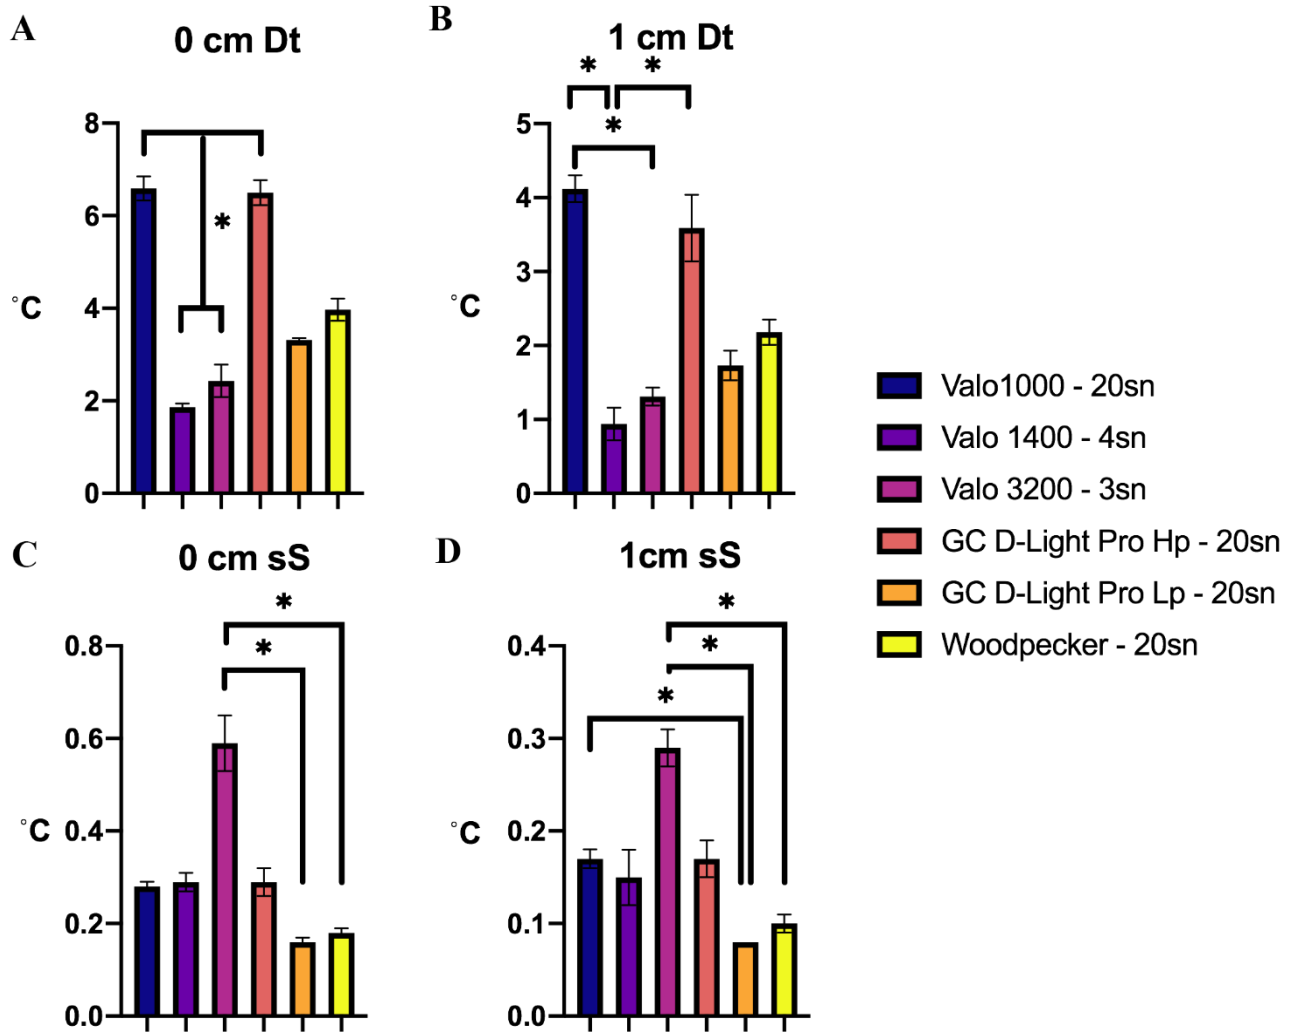 A
0 cm Dt
*
°C
8
6
4
2
0
B
1 cm Dt
* *
*
°C
5
4
3
2
1
0
C
0 cm sS
*
*
°C
0.8
0.6
0.4
0.2
0.0
D
1cm sS
*
*
*
°C
0.4
0.3
0.2
0.1
0.0
Valo1000 - 20sn
Valo 1400 - 4sn
Valo 3200 - 3sn
GC D-Light Pro Hp - 20sn
GC D-Light Pro Lp - 20sn
Woodpecker - 20sn